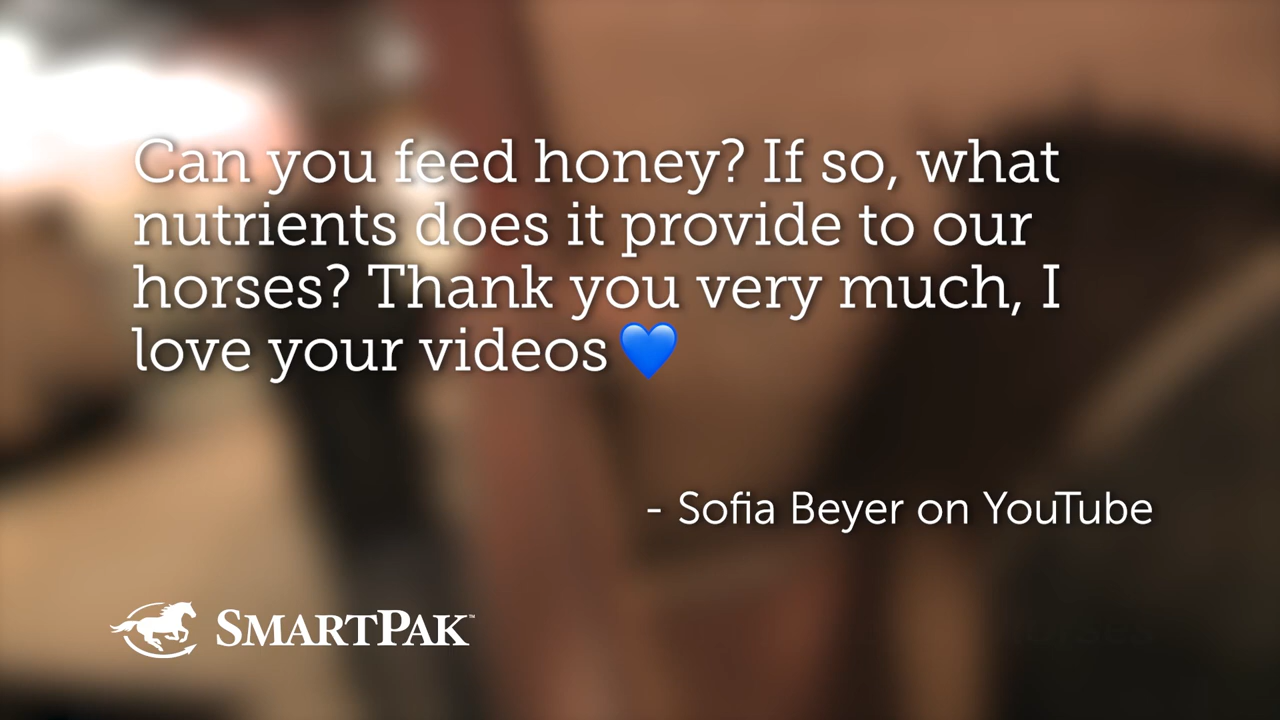 Can you feed honey? If so, what
nutrients does it provide to our
horses? Thank you very much, I
love your videos 💙
- Sofia Beyer on YouTube
SMARTPAK™